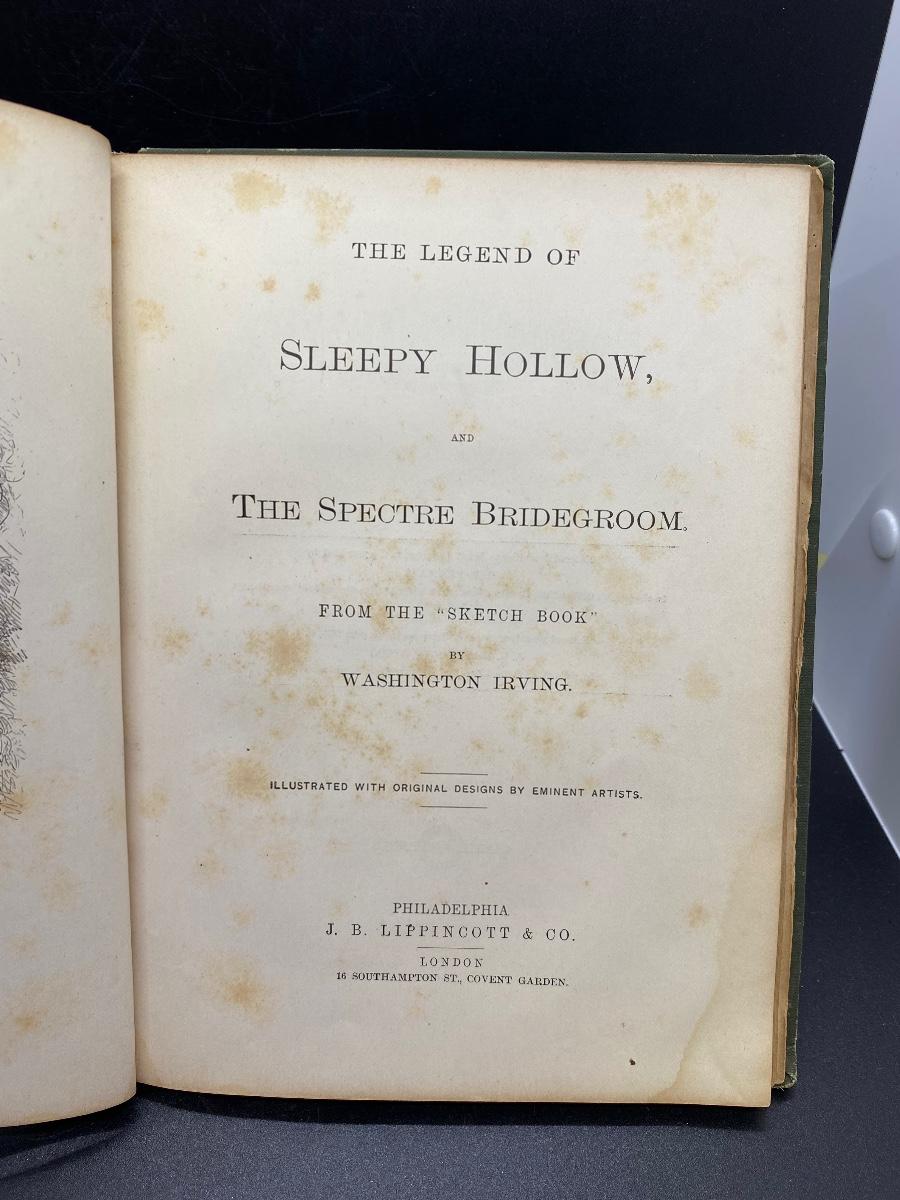 THE LEGEND OF
SLEEPY HOLLOW,
AND
THE SPECTRE BRIDEGROOM.
FROM THE "SKETCH BOOK"
BY
WASHINGTON IRVING.
ILLUSTRATED WITH ORIGINAL DESIGNS BY EMINENT ARTISTS.
PHILADELPHIA
J. B. LIPPINCOTT & CO.
LONDON
16 SOUTHAMPTON ST., COVENT GARDEN.